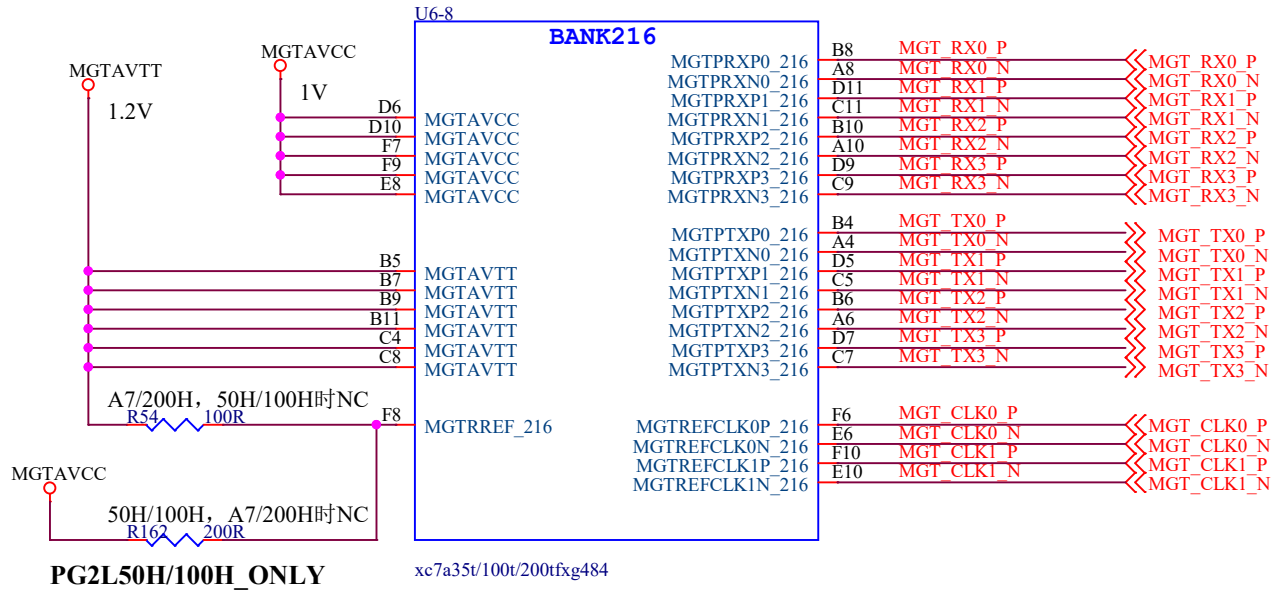 U6-8
BANK216
MGTAVTT
1.2V
MGTAVCC
1V
D6 MGTAVCC
D10 MGTAVCC
F7 MGTAVCC
F9 MGTAVCC
E8 MGTAVCC
B5 MGTAVTT
B7 MGTAVTT
B9 MGTAVTT
B11 MGTAVTT
C4 MGTAVTT
C8 MGTAVTT
A7/200H，50H/100H时NC
R54 100R
F8 MGTRREF_216
MGTAVCC
50H/100H，A7/200H时NC
R162 200R
PG2L50H/100H_ONLY
MGTPRXP0_216 B8 MGT_RX0_P MGT_RX0_P
MGTPRXN0_216 A8 MGT_RX0_N MGT_RX0_N
MGTPRXP1_216 D11 MGT_RX1_P MGT_RX1_P
MGTPRXN1_216 C11 MGT_RX1_N MGT_RX1_N
MGTPRXP2_216 B10 MGT_RX2_P MGT_RX2_P
MGTPRXN2_216 A10 MGT_RX2_N MGT_RX2_N
MGTPRXP3_216 D9 MGT_RX3_P MGT_RX3_P
MGTPRXN3_216 C9 MGT_RX3_N MGT_RX3_N
MGTPTXP0_216 B4 MGT_TX0_P MGT_TX0_P
MGTPTXN0_216 A4 MGT_TX0_N MGT_TX0_N
MGTPTXP1_216 D5 MGT_TX1_P MGT_TX1_P
MGTPTXN1_216 C5 MGT_TX1_N MGT_TX1_N
MGTPTXP2_216 B6 MGT_TX2_P MGT_TX2_P
MGTPTXN2_216 A6 MGT_TX2_N MGT_TX2_N
MGTPTXP3_216 D7 MGT_TX3_P MGT_TX3_P
MGTPTXN3_216 C7 MGT_TX3_N MGT_TX3_N
MGTREFCLK0P_216 F6 MGT_CLK0_P MGT_CLK0_P
MGTREFCLK0N_216 E6 MGT_CLK0_N MGT_CLK0_N
MGTREFCLK1P_216 F10 MGT_CLK1_P MGT_CLK1_P
MGTREFCLK1N_216 E10 MGT_CLK1_N MGT_CLK1_N
xc7a35t/100t/200tfxg484